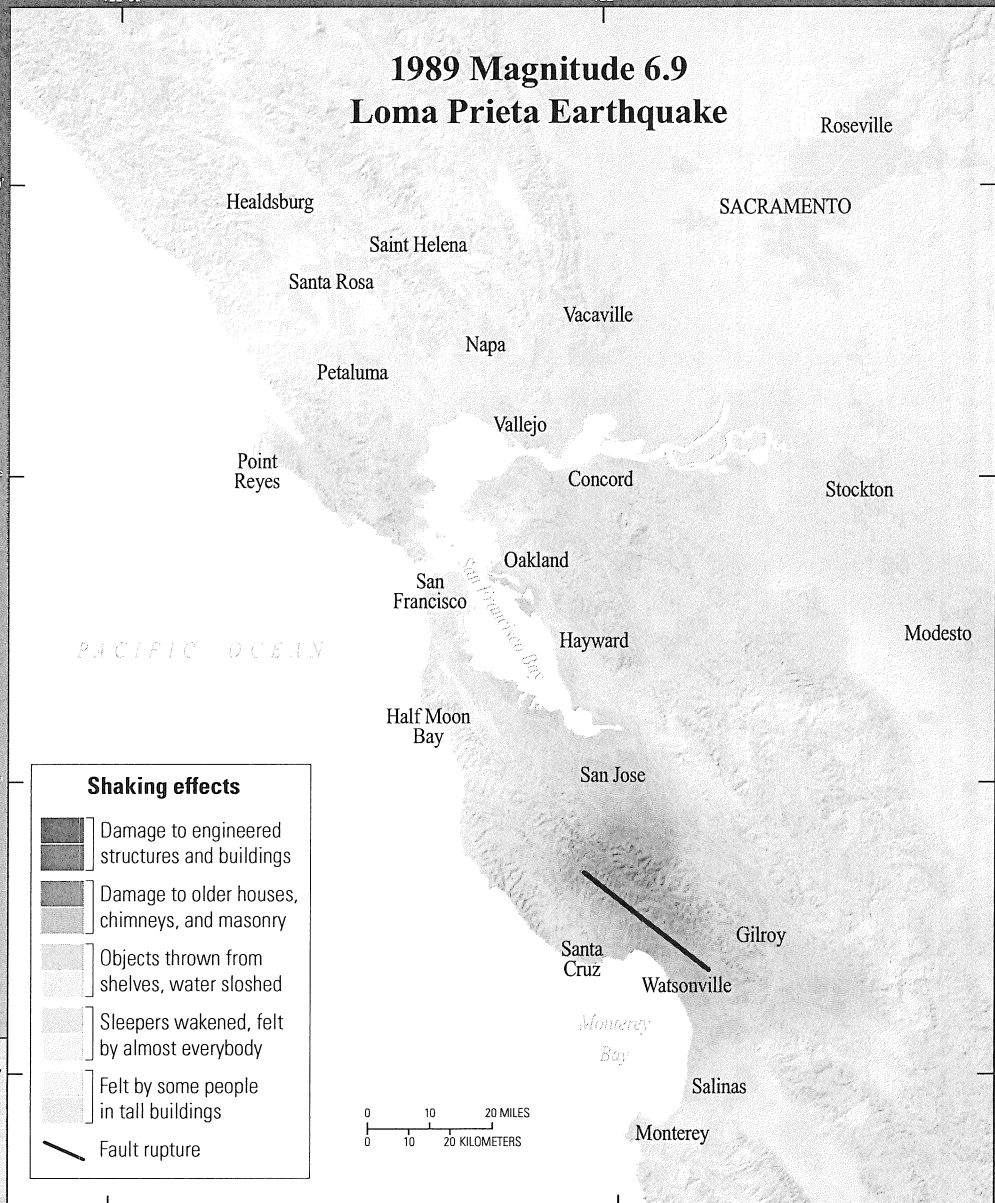 1989 Magnitude 6.9
Loma Prieta Earthquake
Roseville
Healdsburg
SACRAMENTO
Saint Helena
Santa Rosa
Vacaville
Napa
Petaluma
Vallejo
Point
Reyes
Concord
Stockton
Oakland
San
Francisco
San Francisco Bay
Hayward
Modesto
PACIFIC OCEAN
Half Moon
Bay
San Jose
Gilroy
Santa
Cruz
Watsonville
Monterey
Bay
Salinas
Monterey
Shaking effects
Damage to engineered
structures and buildings
Damage to older houses,
chimneys, and masonry
Objects thrown from
shelves, water sloshed
Sleepers wakened, felt
by almost everybody
Felt by some people
in tall buildings
Fault rupture
0 10 20 MILES
0 10 20 KILOMETERS